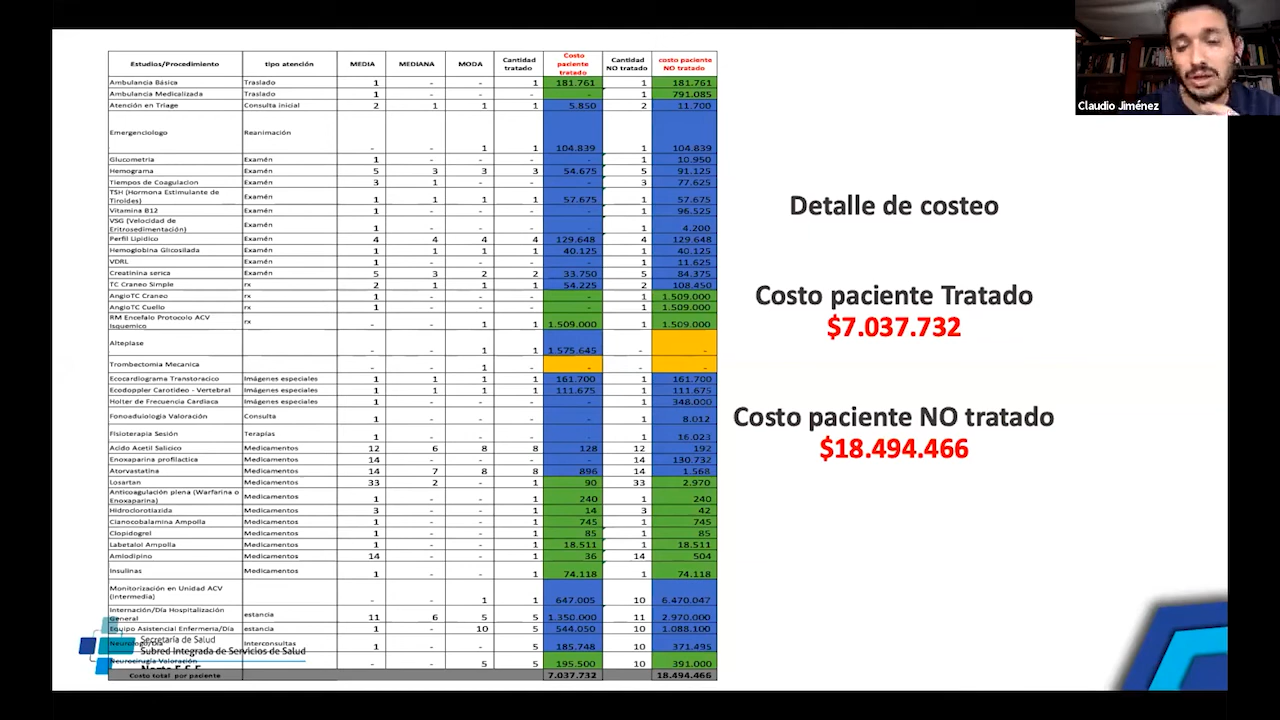 Claudio Jiménez
Estudios/Procedimiento tipo atención MEDIA MEDIANA MODA Cantidad tratado Costo paciente tratado Cantidad NO tratado costo paciente NO tratado
Ambulancia Básica Traslado 1 - - 1 181.761 1 181.761
Ambulancia Medicalizada Traslado 1 - - - 1 791.085
Atención en Triage Consulta inicial 2 1 1 1 5.850 2 11.700
Emergenciologo Reanimación - - 1 1 104.839 1 104.839
Glucometria Examén 1 - - - - 1 10.950
Hemograma Examén 5 3 3 3 54.675 5 91.125
Tiempos de Coagulacion Examén 3 1 - - - 3 77.625
TSH (Hormona Estimulante de Tiroides) Examén 1 1 1 1 57.675 1 57.675
Vitamina B12 Examén 1 - - - - 1 96.525
VSG (Velocidad de Eritrosedimentación) Examén 1 - - - - 1 4.200
Perfil Lipidico Examén 4 4 4 4 129.648 4 129.648
Hemoglobina Glicosilada Examén 1 1 1 1 40.125 1 40.125
VDRL Examén 1 - - - - 1 11.625
Creatinina serica Examén 5 3 2 2 33.750 5 84.375
TC Craneo Simple rx 2 1 1 1 54.225 2 108.450
AngioTC Craneo rx 1 - - - - 1 1.509.000
AngioTC Cuello rx 1 - - - - 1 1.509.000
RM Encefalo Protocolo ACV Isquemico rx - - 1 1 1.509.000 1 1.509.000
Alteplase - - 1 1 1.575.645 - -
Trombectomia Mecanica - - 1 - - - -
Ecocardiograma Transtoracico Imágenes especiales 1 1 1 1 161.700 1 161.700
Ecodoppler Carotideo - Vertebral Imágenes especiales 1 1 1 1 111.675 1 111.675
Holter de Frecuencia Cardiaca Imágenes especiales 1 - - - - 1 348.000
Fonoaduiologia Valoración Consulta 1 - - - - 1 8.012
Fisioterapia Sesión Terapías 1 - - - - 1 16.023
Acido Acetil Salicico Medicamentos 12 6 8 8 128 12 192
Enoxaparina profilactica Medicamentos 14 - - - - 14 130.732
Atorvastatina Medicamentos 14 7 8 8 896 14 1.568
Losartan Medicamentos 33 2 - 1 90 33 2.970
Anticoagulación plena (Warfarina o Enoxaparina) Medicamentos 1 - - 1 240 1 240
Hidroclorotiazida Medicamentos 3 - - 1 14 3 42
Cianocobalamina Ampolla Medicamentos 1 - - 1 745 1 745
Clopidogrel Medicamentos 1 - - 1 85 1 85
Labetalol Ampolla Medicamentos 1 - - 1 18.511 1 18.511
Amlodipino Medicamentos 14 - - 1 36 14 504
Insulinas Medicamentos 1 - - 1 74.118 1 74.118
Monitorización en Unidad ACV (Intermedia) - - 1 1 647.005 10 6.470.047
Internación/Día Hospitalización General estancia 11 6 5 5 1.350.000 11 2.970.000
Equipo Asistencial Enfermeria/Día estancia 1 - 10 5 544.050 10 1.088.100
Interconsultas 5 185.748 10 371.495
Neurocirugia Valoración - - 5 5 195.500 10 391.000
Costo total por paciente 7.037.732 18.494.466
Detalle de costeo
Costo paciente Tratado
$7.037.732
Costo paciente NO tratado
$18.494.466
Secretaría de Salud
Subred Integrada de Servicios de Salud
Norte E.S.E.